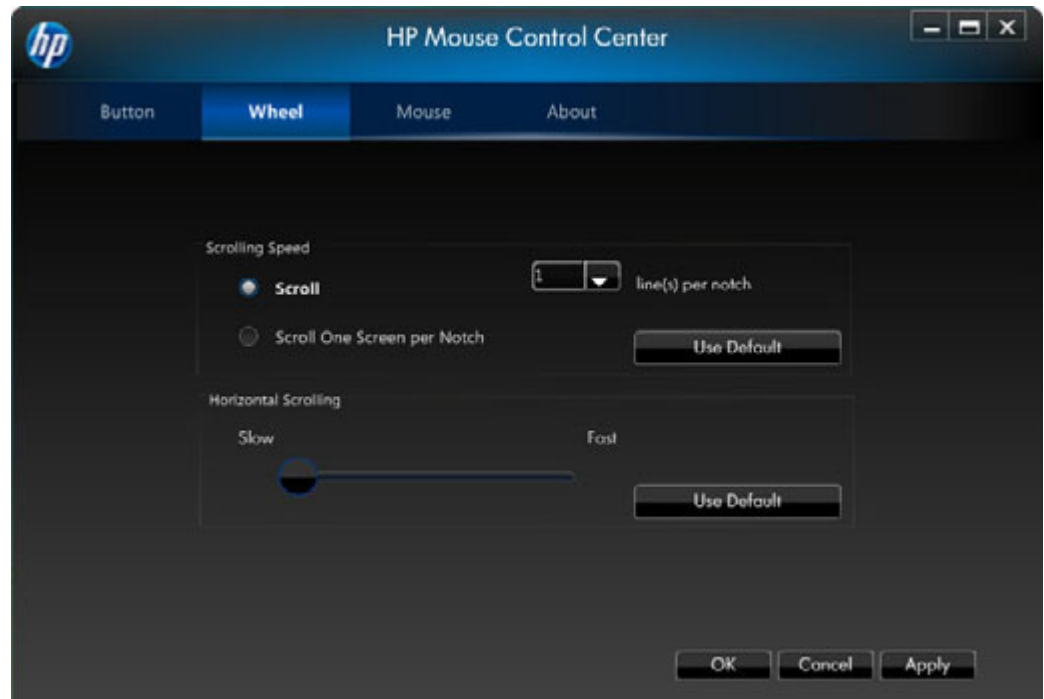 hp
HP Mouse Control Center
Button Wheel Mouse About
Scrolling Speed
Scroll 1 line(s) per notch
Scroll One Screen per Notch
Use Default
Horizontal Scrolling
Slow Fast
Use Default
OK Cancel Apply